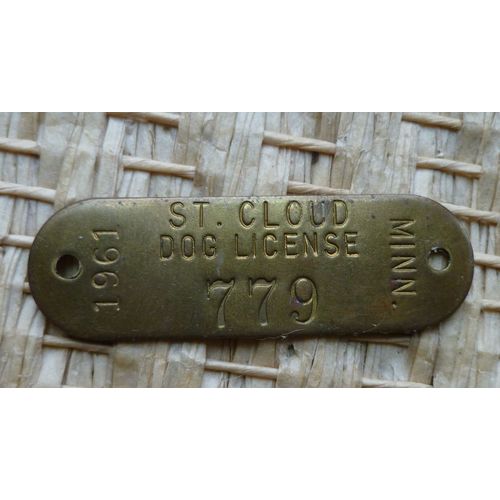 1961
ST. CLOUD
DOG LICENSE
779
MINN.